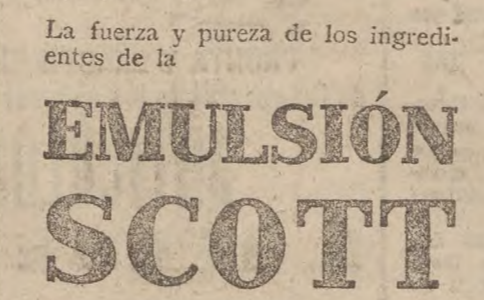 La fuerza y pureza de los ingredi-
entes de la
EMULSIÓN
SCOTT